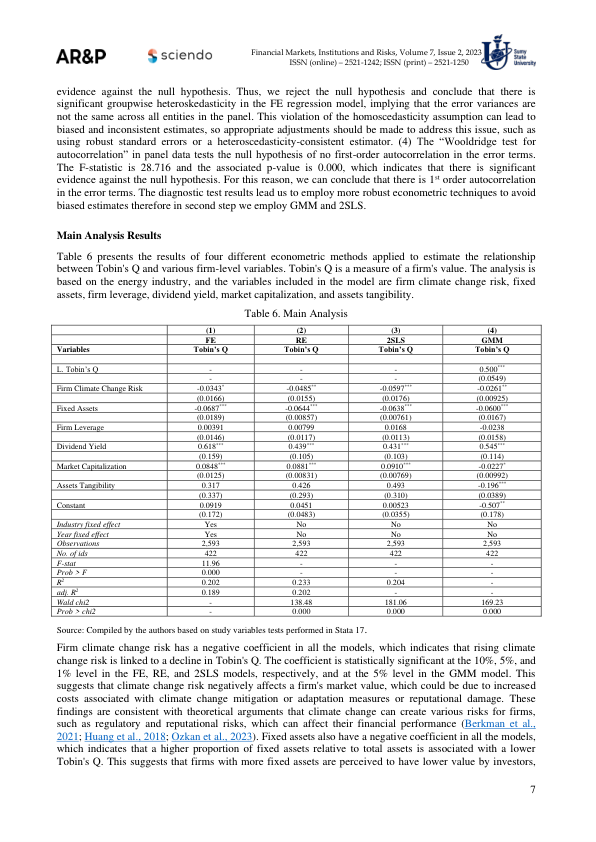 AR&P
sciendo
Financial Markets, Institutions and Risks, Volume 7, Issue 2, 2023
ISSN (online) – 2521-1242; ISSN (print) – 2521-1250
Sumy
State
University
evidence against the null hypothesis. Thus, we reject the null hypothesis and conclude that there is
significant groupwise heteroskedasticity in the FE regression model, implying that the error variances are
not the same across all entities in the panel. This violation of the homoscedasticity assumption can lead to
biased and inconsistent estimates, so appropriate adjustments should be made to address this issue, such as
using robust standard errors or a heteroscedasticity-consistent estimator. (4) The “Wooldridge test for
autocorrelation” in panel data tests the null hypothesis of no first-order autocorrelation in the error terms.
The F-statistic is 28.716 and the associated p-value is 0.000, which indicates that there is significant
evidence against the null hypothesis. For this reason, we can conclude that there is 1st order autocorrelation
in the error terms. The diagnostic test results lead us to employ more robust econometric techniques to avoid
biased estimates therefore in second step we employ GMM and 2SLS.
Main Analysis Results
Table 6 presents the results of four different econometric methods applied to estimate the relationship
between Tobin's Q and various firm-level variables. Tobin's Q is a measure of a firm's value. The analysis is
based on the energy industry, and the variables included in the model are firm climate change risk, fixed
assets, firm leverage, dividend yield, market capitalization, and assets tangibility.
Table 6. Main Analysis
(1) (2) (3) (4)
FE RE 2SLS GMM
Variables Tobin's Q Tobin's Q Tobin's Q Tobin's Q
L. Tobin's Q - - - 0.500***
- - - (0.0549)
Firm Climate Change Risk -0.0343* -0.0485** -0.0597*** -0.0261**
(0.0166) (0.0155) (0.0176) (0.00925)
Fixed Assets -0.0687*** -0.0644*** -0.0638*** -0.0600***
(0.0189) (0.00857) (0.00761) (0.0167)
Firm Leverage 0.00391 0.00799 0.0168 -0.0238
(0.0146) (0.0117) (0.0113) (0.0158)
Dividend Yield 0.618*** 0.439*** 0.431*** 0.545***
(0.159) (0.105) (0.103) (0.114)
Market Capitalization 0.0848*** 0.0881*** 0.0910*** -0.0227*
(0.0125) (0.00831) (0.00769) (0.00992)
Assets Tangibility 0.317 0.426 0.493 -0.196***
(0.337) (0.293) (0.310) (0.0389)
Constant 0.0919 0.0451 0.00523 -0.507**
(0.172) (0.0483) (0.0355) (0.178)
Industry fixed effect Yes No No No
Year fixed effect Yes No No No
Observations 2,593 2,593 2,593 2,593
No. of ids 422 422 422 422
F-stat 11.96 - - -
Prob > F 0.000 - - -
R2 0.202 0.233 0.204 -
adj. R2 0.189 0.202 - -
Wald chi2 - 138.48 181.06 169.23
Prob > chi2 - 0.000 0.000 0.000
Source: Compiled by the authors based on study variables tests performed in Stata 17.
Firm climate change risk has a negative coefficient in all the models, which indicates that rising climate
change risk is linked to a decline in Tobin's Q. The coefficient is statistically significant at the 10%, 5%, and
1% level in the FE, RE, and 2SLS models, respectively, and at the 5% level in the GMM model. This
suggests that climate change risk negatively affects a firm's market value, which could be due to increased
costs associated with climate change mitigation or adaptation measures or reputational damage. These
findings are consistent with theoretical arguments that climate change can create various risks for firms,
such as regulatory and reputational risks, which can affect their financial performance (Berkman et al.,
2021; Huang et al., 2018; Ozkan et al., 2023). Fixed assets also have a negative coefficient in all the models,
which indicates that a higher proportion of fixed assets relative to total assets is associated with a lower
Tobin's Q. This suggests that firms with more fixed assets are perceived to have lower value by investors,
7